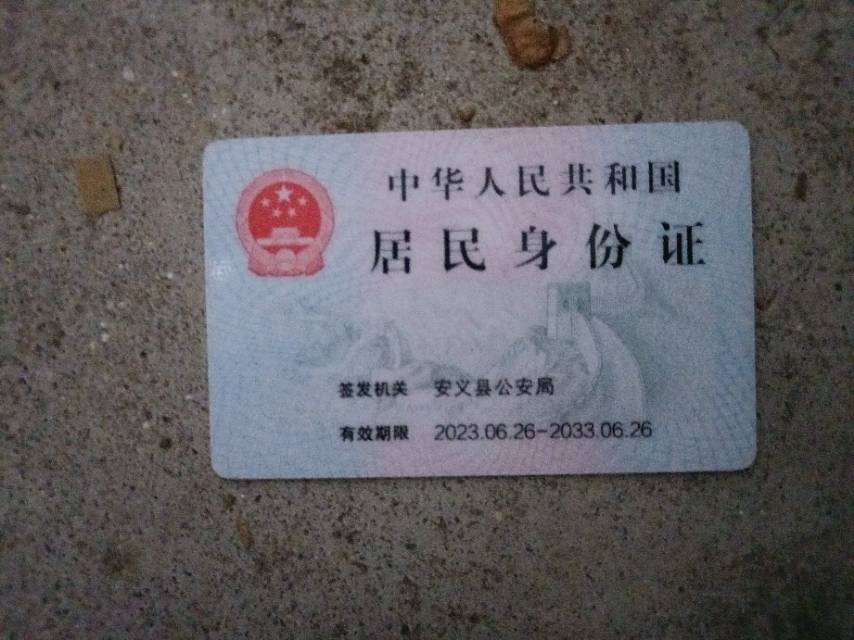 中华人民共和国
居民身份证
签发机关 安义县公安局
有效期限 2023.06.26-2033.06.26